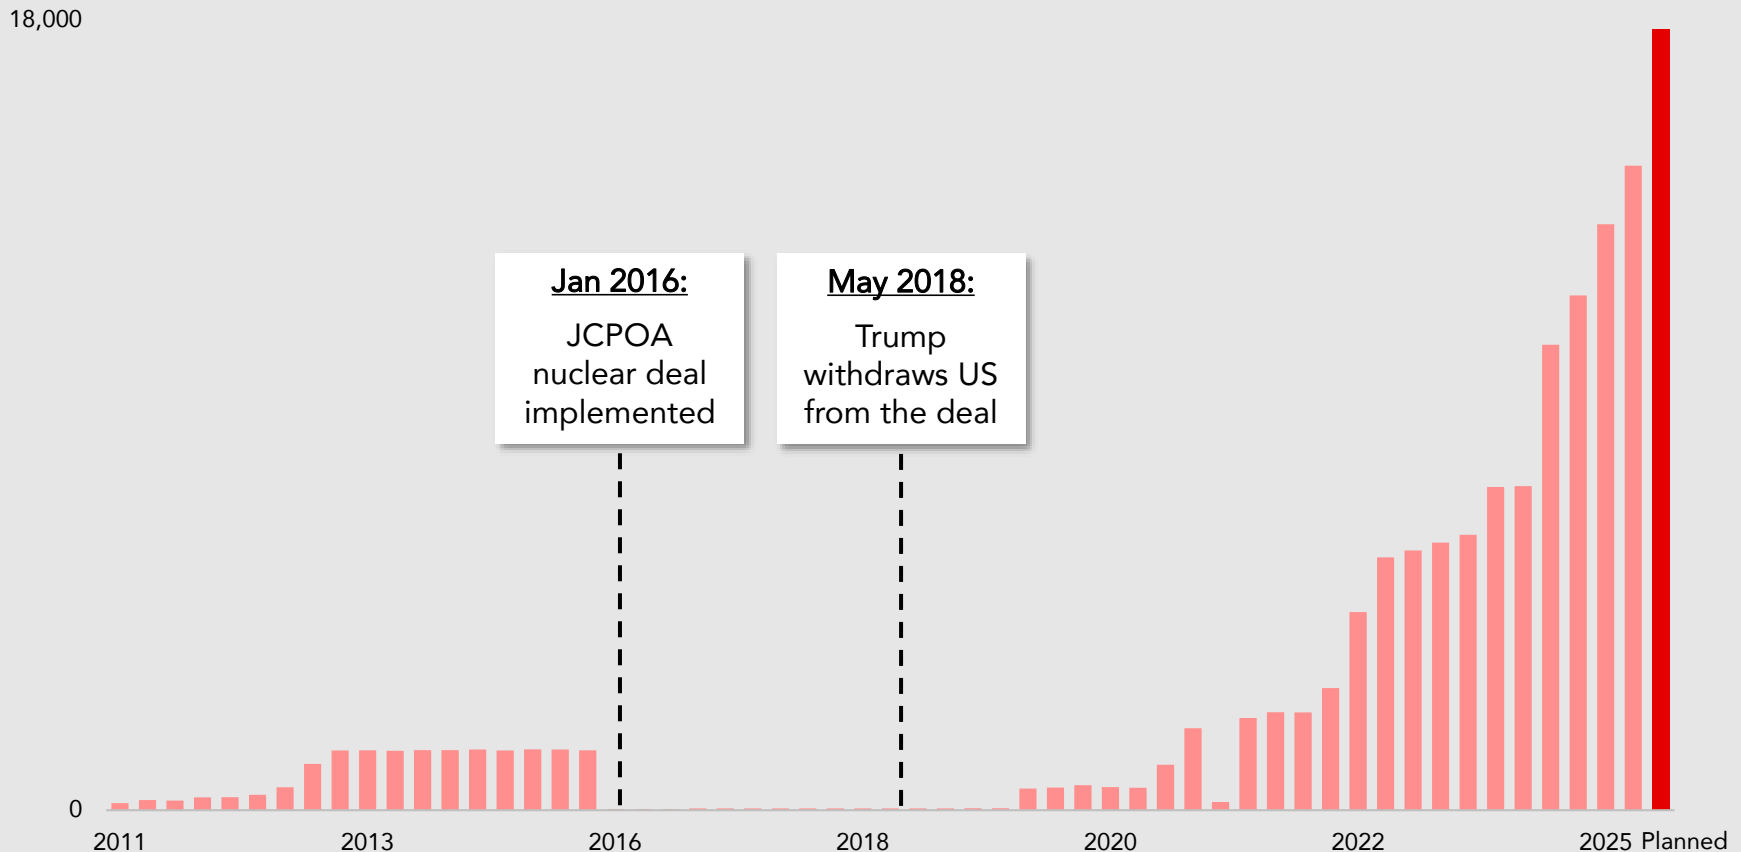 18,000
Jan 2016:
JCPOA
nuclear deal
implemented
May 2018:
Trump
withdraws US
from the deal
0
2011 2013 2016 2018 2020 2022 2025 Planned